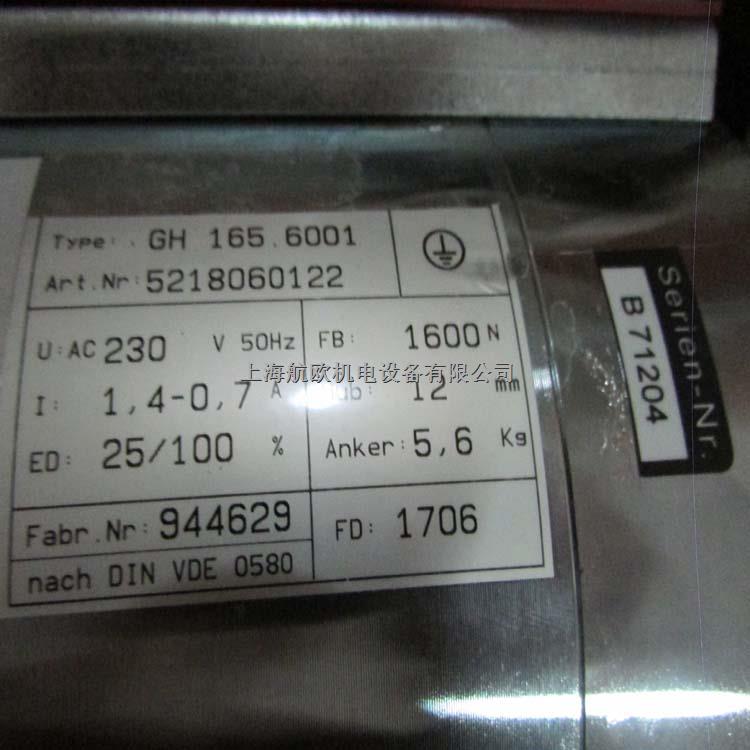 Type: GH 165.6001
Art.Nr: 5218060122
U: AC 230 V 50Hz
I: 1,4-0,7 A
ED: 25/100 %
FB: 1600 N
12 mm
Anker: 5,6 Kg
Fabr.Nr: 944629
FD: 1706
nach DIN VDE 0580
Serien-Nr.
B 71204
上海航欧机电设备有限公司